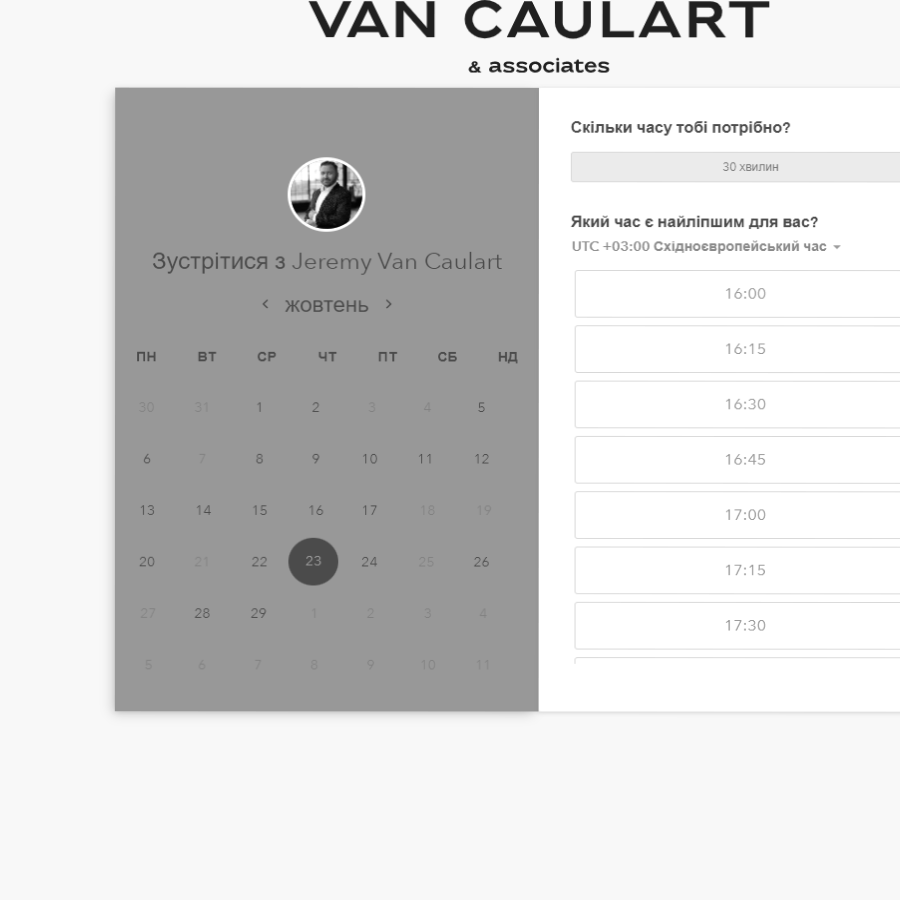 VAN CAULART
& associates
Зустрітися з Jeremy Van Caulart
жовтень
ПН ВТ СР ЧТ ПТ СБ НД
30 31 1 2 3 4 5
6 7 8 9 10 11 12
13 14 15 16 17 18 19
20 21 22 23 24 25 26
27 28 29 1 2 3 4
5 6 7 8 9 10 11
Скільки часу тобі потрібно?
30 хвилин
Який час є найліпшим для вас?
UTC +03:00 Східноєвропейський час
16:00
16:15
16:30
16:45
17:00
17:15
17:30